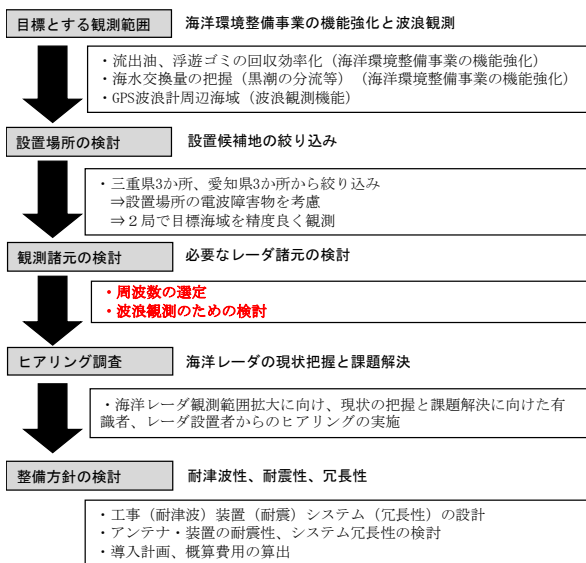 目標とする観測範囲　海洋環境整備事業の機能強化と波浪観測
・流出油、浮遊ゴミの回収効率化（海洋環境整備事業の機能強化）
・海水交換量の把握（黒潮の分流等）（海洋環境整備事業の機能強化）
・GPS波浪計周辺海域（波浪観測機能）
設置場所の検討　設置候補地の絞り込み
・三重県3か所、愛知県3か所から絞り込み
⇒設置場所の電波障害物を考慮
⇒２局で目標海域を精度良く観測
観測諸元の検討　必要なレーダ諸元の検討
・周波数の選定
・波浪観測のための検討
ヒアリング調査　海洋レーダの現状把握と課題解決
・海洋レーダ観測範囲拡大に向け、現状の把握と課題解決に向けた有
識者、レーダ設置者からのヒアリングの実施
整備方針の検討　耐津波性、耐震性、冗長性
・工事（耐津波）装置（耐震）システム（冗長性）の設計
・アンテナ・装置の耐震性、システム冗長性の検討
・導入計画、概算費用の算出